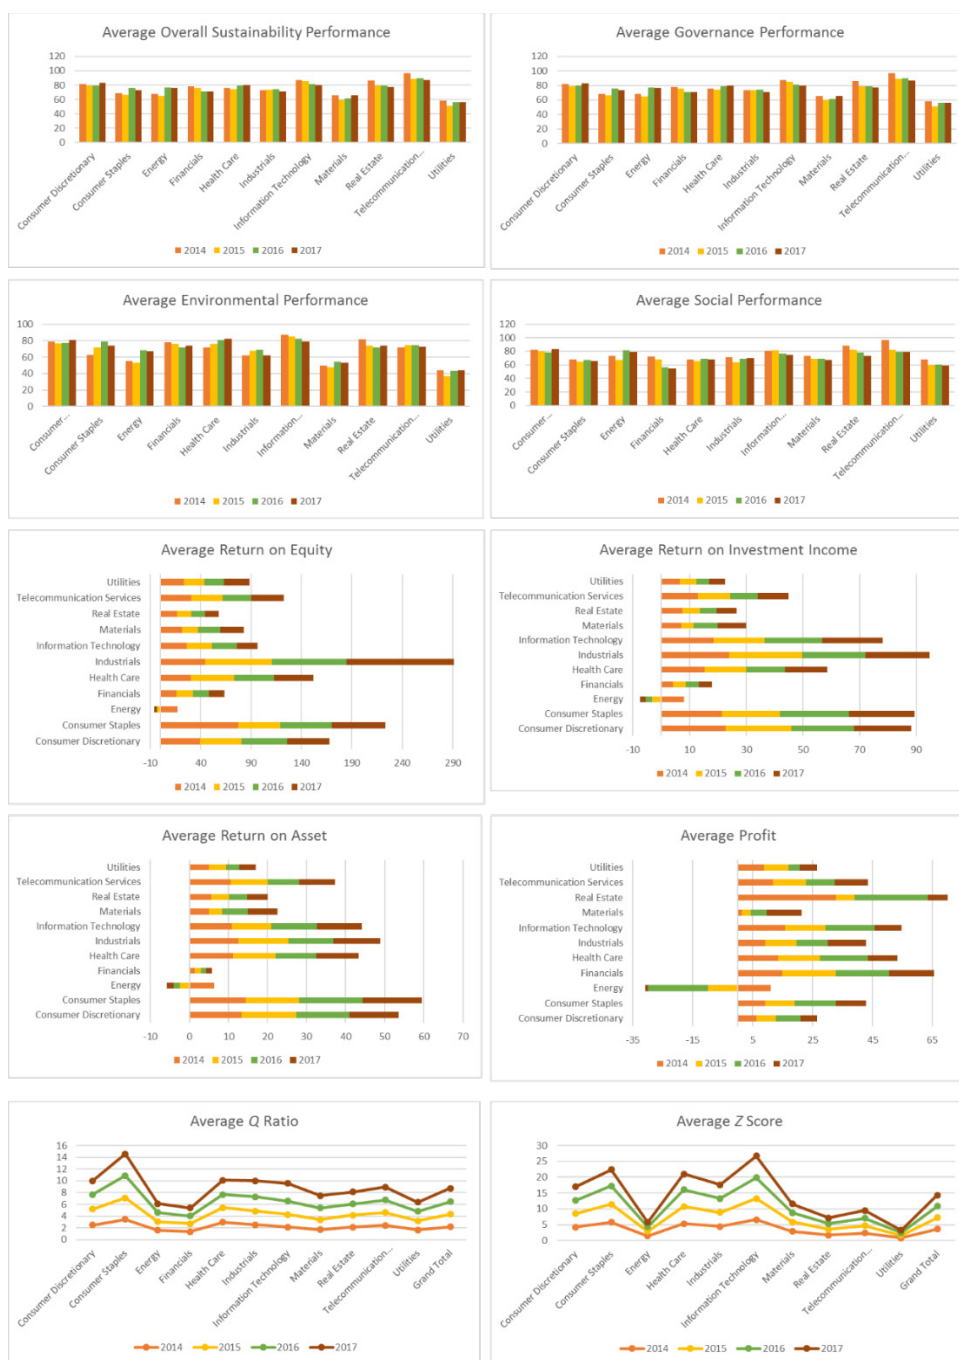 Average Overall Sustainability Performance
120
100
80
60
40
20
0
Consumer Discretionary
Consumer Staples
Energy
Financials
Health Care
Industrials
Information Technology
Materials
Real Estate
Telecommunication...
Utilities
2014 2015 2016 2017
Average Governance Performance
120
100
80
60
40
20
0
Consumer Discretionary
Consumer Staples
Energy
Financials
Health Care
Industrials
Information Technology
Materials
Real Estate
Telecommunication...
Utilities
2014 2015 2016 2017
Average Environmental Performance
100
80
60
40
20
0
Consumer...
Consumer Staples
Energy
Financials
Health Care
Industrials
Information...
Materials
Real Estate
Telecommunication...
Utilities
2014 2015 2016 2017
Average Social Performance
120
100
80
60
40
20
0
Consumer...
Consumer Staples
Energy
Financials
Health Care
Industrials
Information...
Materials
Real Estate
Telecommunication...
Utilities
2014 2015 2016 2017
Average Return on Equity
Utilities
Telecommunication Services
Real Estate
Materials
Information Technology
Industrials
Health Care
Financials
Energy
Consumer Staples
Consumer Discretionary
-10 40 90 140 190 240 290
2014 2015 2016 2017
Average Return on Investment Income
Utilities
Telecommunication Services
Real Estate
Materials
Information Technology
Industrials
Health Care
Financials
Energy
Consumer Staples
Consumer Discretionary
-10 10 30 50 70 90
2014 2015 2016 2017
Average Return on Asset
Utilities
Telecommunication Services
Real Estate
Materials
Information Technology
Industrials
Health Care
Financials
Energy
Consumer Staples
Consumer Discretionary
-10 0 10 20 30 40 50 60 70
2014 2015 2016 2017
Average Profit
Utilities
Telecommunication Services
Real Estate
Materials
Information Technology
Industrials
Health Care
Financials
Energy
Consumer Staples
Consumer Discretionary
-35 -15 5 25 45 65
2014 2015 2016 2017
Average Q Ratio
16
14
12
10
8
6
4
2
0
Consumer Discretionary
Consumer Staples
Energy
Financials
Health Care
Industrials
Information Technology
Materials
Real Estate
Telecommunication...
Utilities
Grand Total
2014 2015 2016 2017
Average Z Score
30
25
20
15
10
5
0
Consumer Discretionary
Consumer Staples
Energy
Health Care
Industrials
Information Technology
Materials
Real Estate
Telecommunication...
Utilities
Grand Total
2014 2015 2016 2017